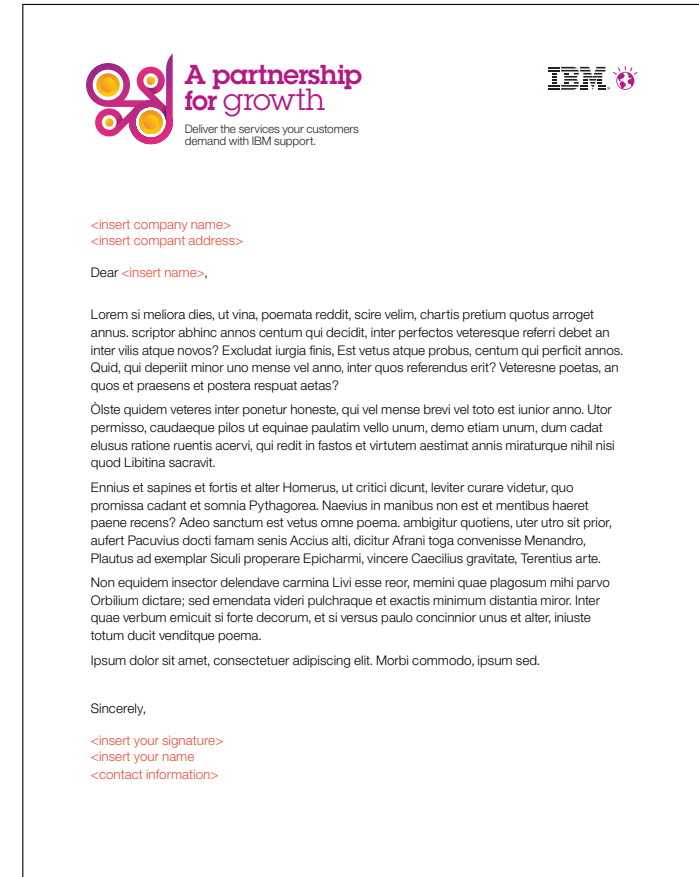 A partnership
for growth
Deliver the services your customers
demand with IBM support.
IBM.
<insert company name>
<insert compant address>
Dear <insert name>,
Lorem si meliora dies, ut vina, poemata reddit, scire velim, chartis pretium quotus arroget
annus. scriptor abhinc annos centum qui decidit, inter perfectos veteresque referri debet an
inter vilis atque novos? Excludat iurgia finis, Est vetus atque probus, centum qui perficit annos.
Quid, qui deperiit minor uno mense vel anno, inter quos referendus erit? Veteresne poetas, an
quos et praesens et postera respuat aetas?
Òlste quidem veteres inter ponetur honeste, qui vel mense brevi vel toto est iunior anno. Utor
permisso, caudaeque pilos ut equinae paulatim vello unum, demo etiam unum, dum cadat
elusus ratione ruentis acervi, qui redit in fastos et virtutem aestimat annis miraturque nihil nisi
quod Libitina sacravit.
Ennius et sapines et fortis et alter Homerus, ut critici dicunt, leviter curare videtur, quo
promissa cadant et somnia Pythagorea. Naevius in manibus non est et mentibus haeret
paene recens? Adeo sanctum est vetus omne poema. ambigitur quotiens, uter utro sit prior,
aufert Pacuvius docti famam senis Accius alti, dicitur Afrani toga convenisse Menandro,
Plautus ad exemplar Siculi properare Epicharmi, vincere Caecilius gravitate, Terentius arte.
Non equidem insector delendave carmina Livi esse reor, memini quae plagosum mihi parvo
Orbilium dictare; sed emendata videri pulchraque et exactis minimum distantia miror. Inter
quae verbum emicuit si forte decorum, et si versus paulo concinnior unus et alter, iniuste
totum ducit venditque poema.
Ipsum dolor sit amet, consectetuer adipiscing elit. Morbi commodo, ipsum sed.
Sincerely,
<insert your signature>
<insert your name
<contact information>